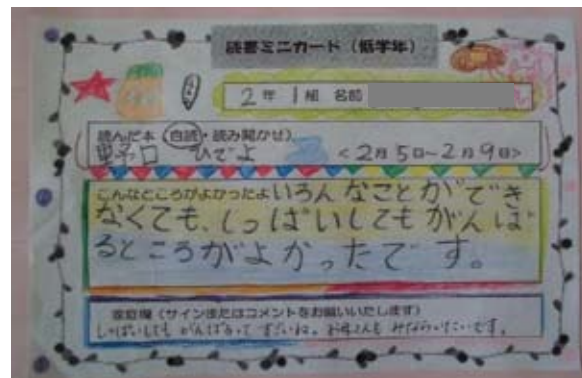 読書ミニカード（低学年）
2年 1組 名前
読んだ本（自読・読み聞かせ）
野口 ひでよ <2月5日~2月9日>
こんなところがよかったよ いろんなことができ
なくても、しっぱいしてもがんば
るところがよかったです。
家庭欄（サインまたはコメントをお願いいたします）
しっぱいしても がんばるって すごいね。お母さんも みならいたいです。